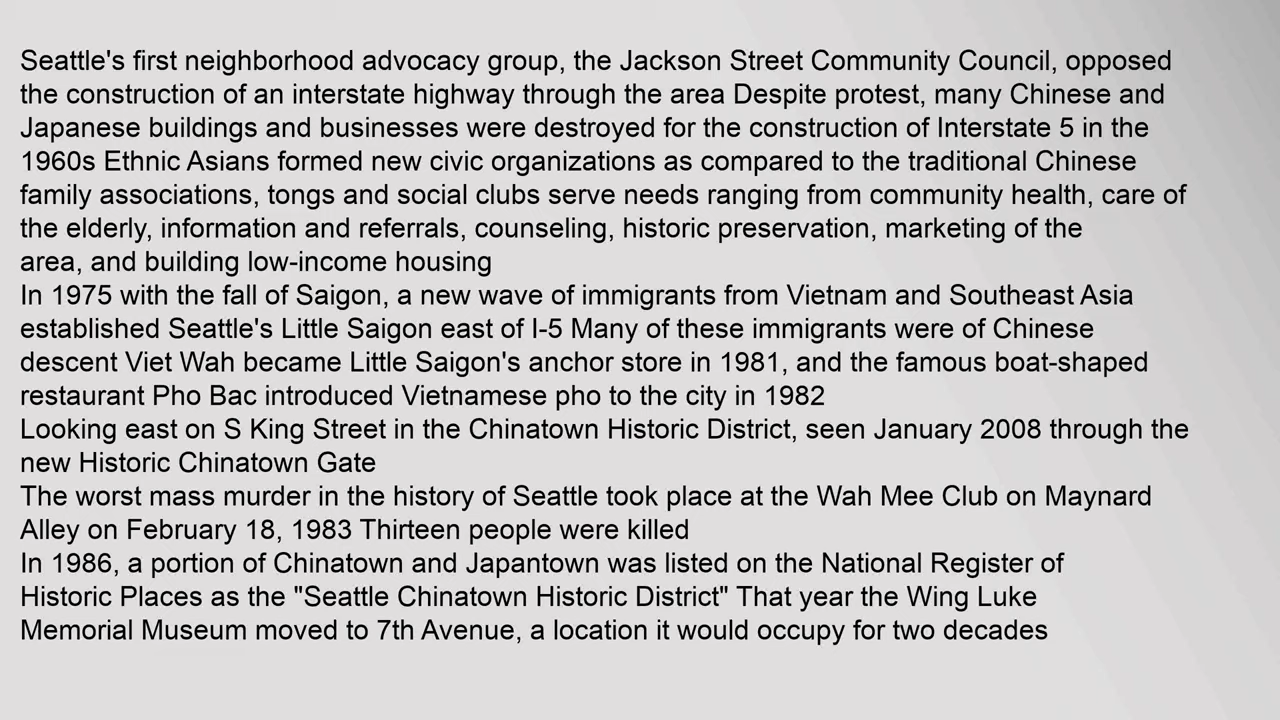 Seattle's first neighborhood advocacy group, the Jackson Street Community Council, opposed
the construction of an interstate highway through the area Despite protest, many Chinese and
Japanese buildings and businesses were destroyed for the construction of Interstate 5 in the
1960s Ethnic Asians formed new civic organizations as compared to the traditional Chinese
family associations, tongs and social clubs serve needs ranging from community health, care of
the elderly, information and referrals, counseling, historic preservation, marketing of the
area, and building low-income housing
In 1975 with the fall of Saigon, a new wave of immigrants from Vietnam and Southeast Asia
established Seattle's Little Saigon east of I-5 Many of these immigrants were of Chinese
descent Viet Wah became Little Saigon's anchor store in 1981, and the famous boat-shaped
restaurant Pho Bac introduced Vietnamese pho to the city in 1982
Looking east on S King Street in the Chinatown Historic District, seen January 2008 through the
new Historic Chinatown Gate
The worst mass murder in the history of Seattle took place at the Wah Mee Club on Maynard
Alley on February 18, 1983 Thirteen people were killed
In 1986, a portion of Chinatown and Japantown was listed on the National Register of
Historic Places as the "Seattle Chinatown Historic District" That year the Wing Luke
Memorial Museum moved to 7th Avenue, a location it would occupy for two decades